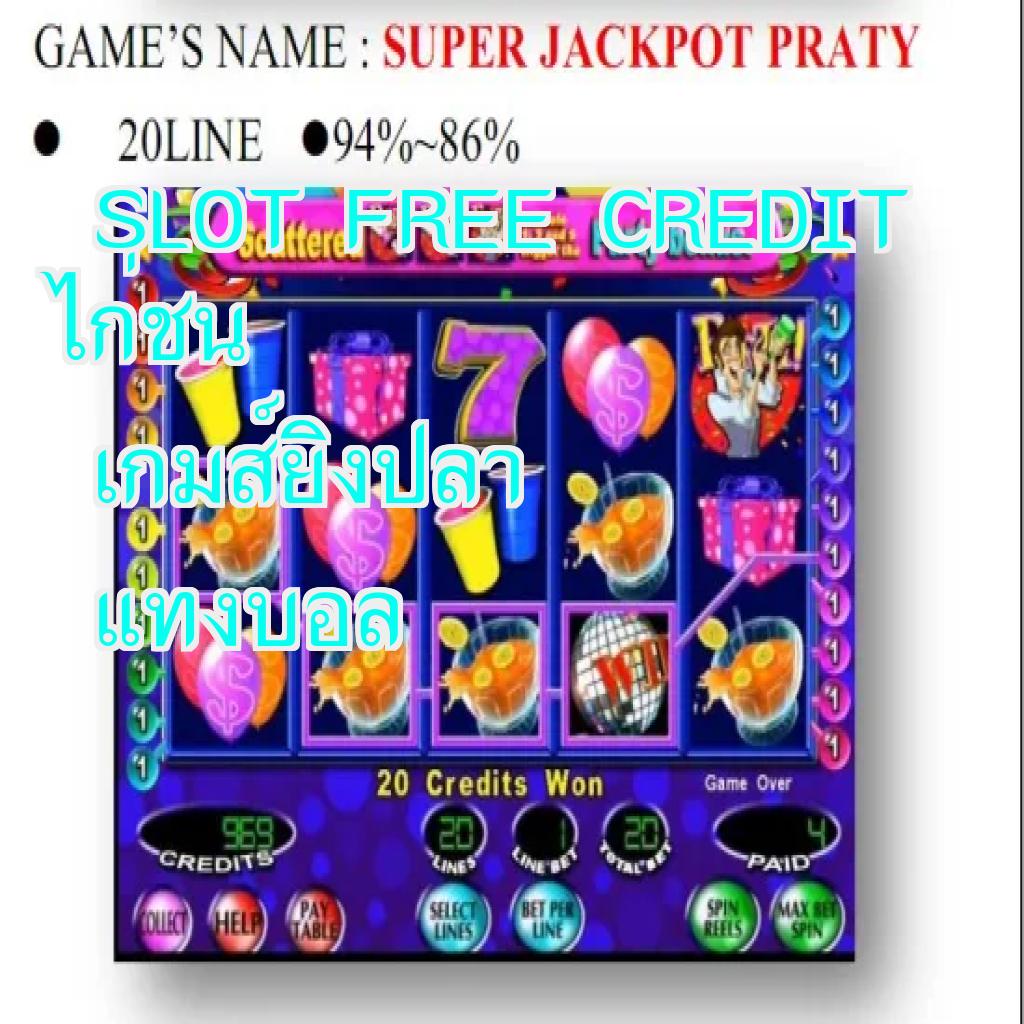 GAME'S NAME : SUPER JACKPOT PRATY
● 20LINE ●94%~86%
SLOT FREE CREDIT
Scattered
ไก่ชน
เกมส์ยิงปลา
แทงบอล
20 Credits Won
Game Over
969 20 1 20 4
CREDITS LINES LINE BET TOTAL BET PAID
COLLECT HELP PAY TABLE SELECT LINES BET PER LINE SPIN REELS MAX BET SPIN